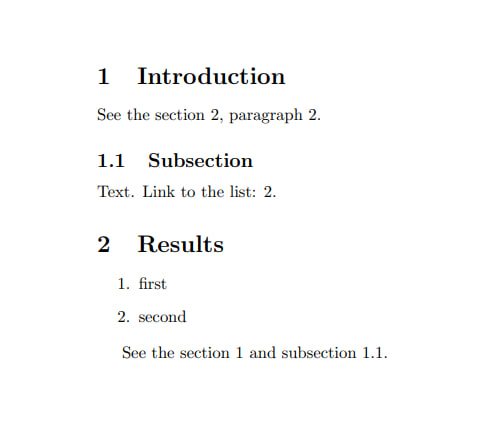 1 Introduction
See the section 2, paragraph 2.
1.1 Subsection
Text. Link to the list: 2.
2 Results
1. first
2. second
See the section 1 and subsection 1.1.